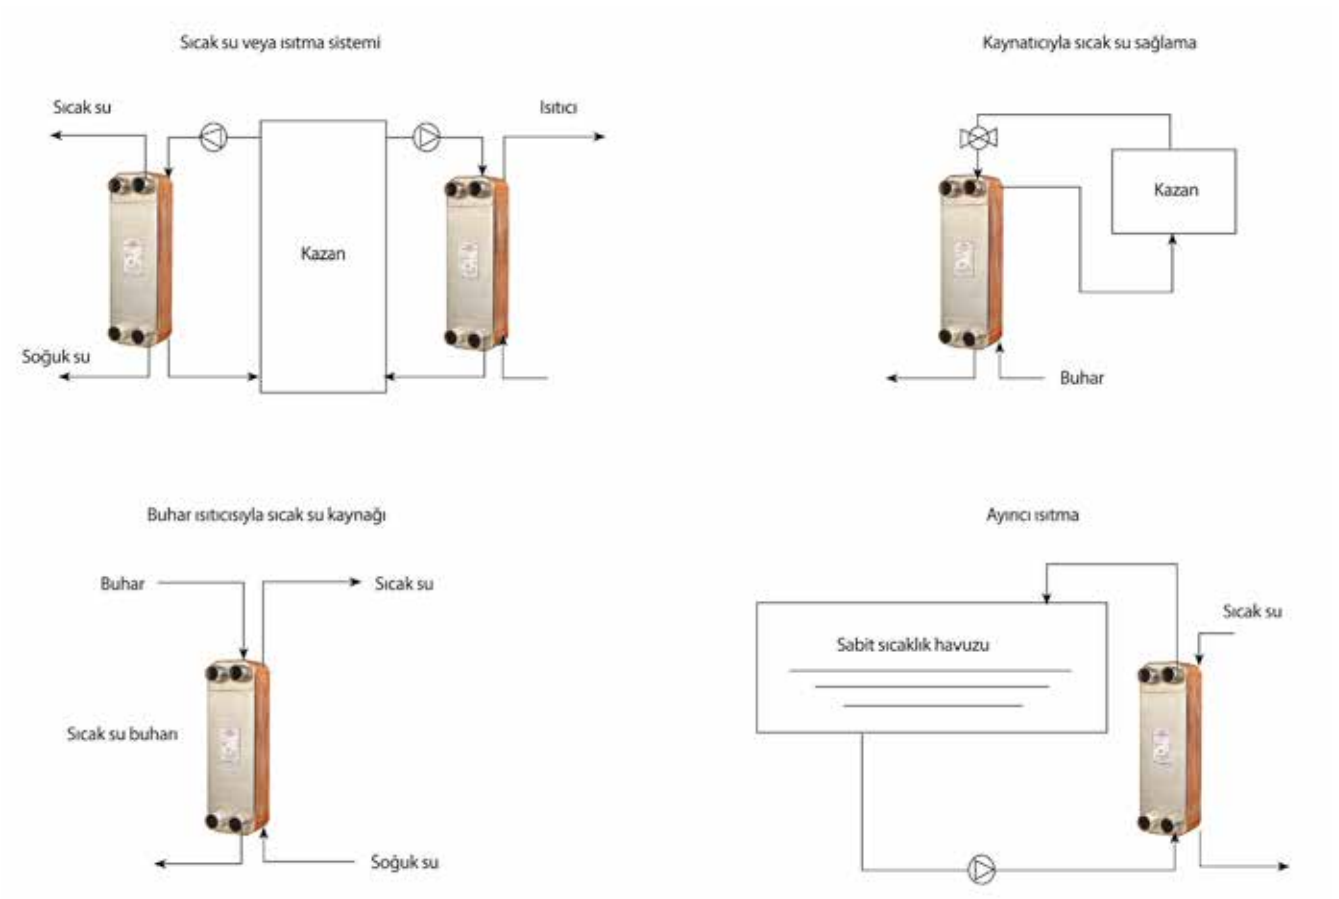 Sıcak su veya ısıtma sistemi
Sıcak su
Isıtıcı
Kazan
Soğuk su
Kaynatıcıyla sıcak su sağlama
Kazan
Buhar
Buhar ısıtıcısıyla sıcak su kaynağı
Buhar
Sıcak su
Sıcak su buharı
Soğuk su
Ayırıcı ısıtma
Sabit sıcaklık havuzu
Sıcak su